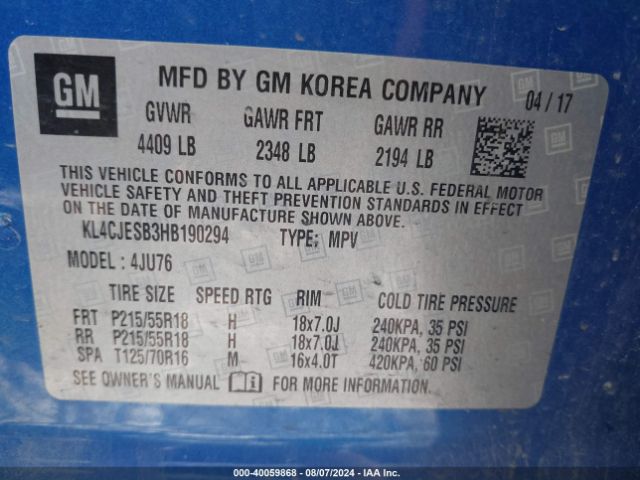 GM
MFD BY GM KOREA COMPANY 04/17
GVWR GAWR FRT GAWR RR
4409 LB 2348 LB 2194 LB
THIS VEHICLE CONFORMS TO ALL APPLICABLE U.S. FEDERAL MOTOR
VEHICLE SAFETY AND THEFT PREVENTION STANDARDS IN EFFECT
ON THE DATE OF MANUFACTURE SHOWN ABOVE.
KL4CJESB3HB190294 TYPE: MPV
MODEL: 4JU76
TIRE SIZE SPEED RTG RIM COLD TIRE PRESSURE
FRT P215/55R18 H 18x7.0J 240KPA, 35 PSI
RR P215/55R18 H 18x7.0J 240KPA, 35 PSI
SPA T125/70R16 M 16x4.0T 420KPA, 60 PSI
SEE OWNER'S MANUAL FOR MORE INFORMATION.
000-40059868 - 08/07/2024 - IAA Inc.